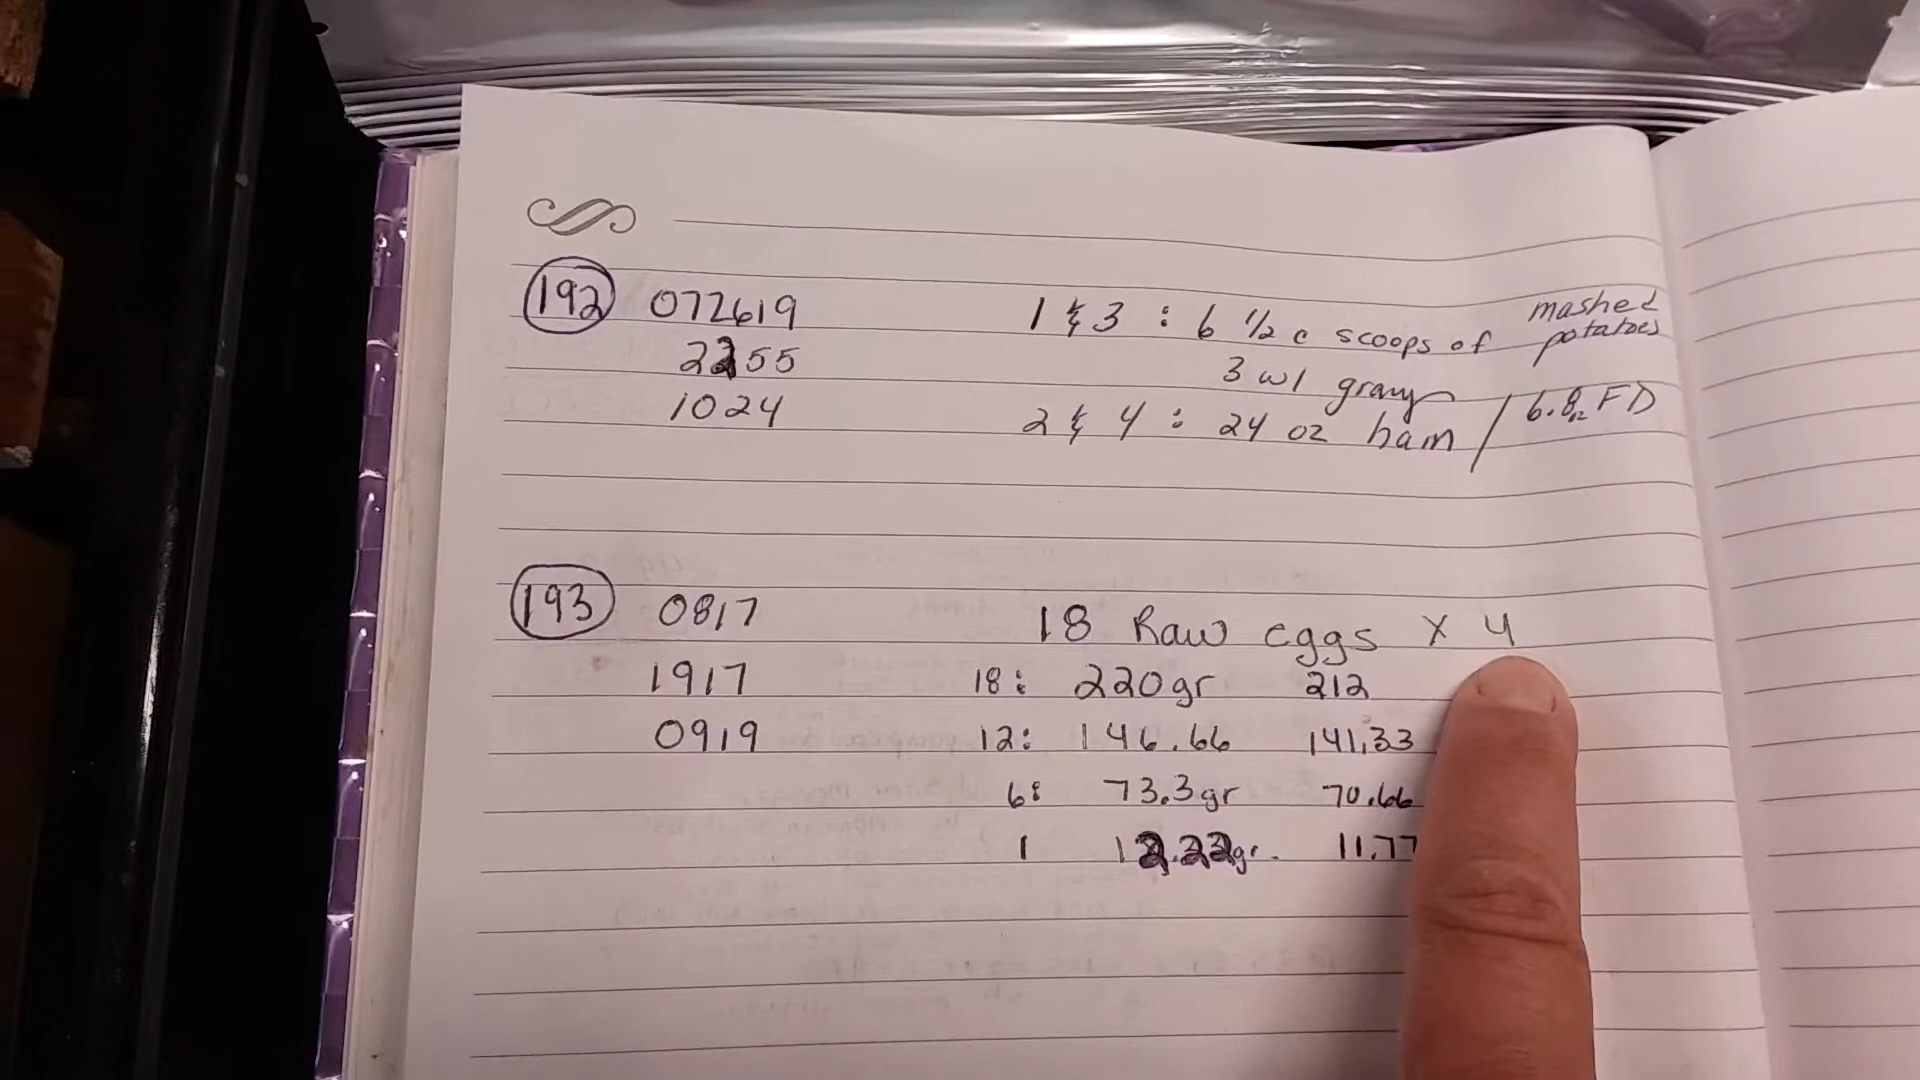 192 072619 1 & 3 : 6 1/2 c scoops of mashed potatoes
2255 3 w/ gravy
1024 2 & 4 : 24 oz ham / 6.8oz FD
193 0817 18 Raw eggs x 4
1917 18: 220gr 212
0919 12: 146.66 141.33
6: 73.3gr 70.66
1 12.22gr. 11.77